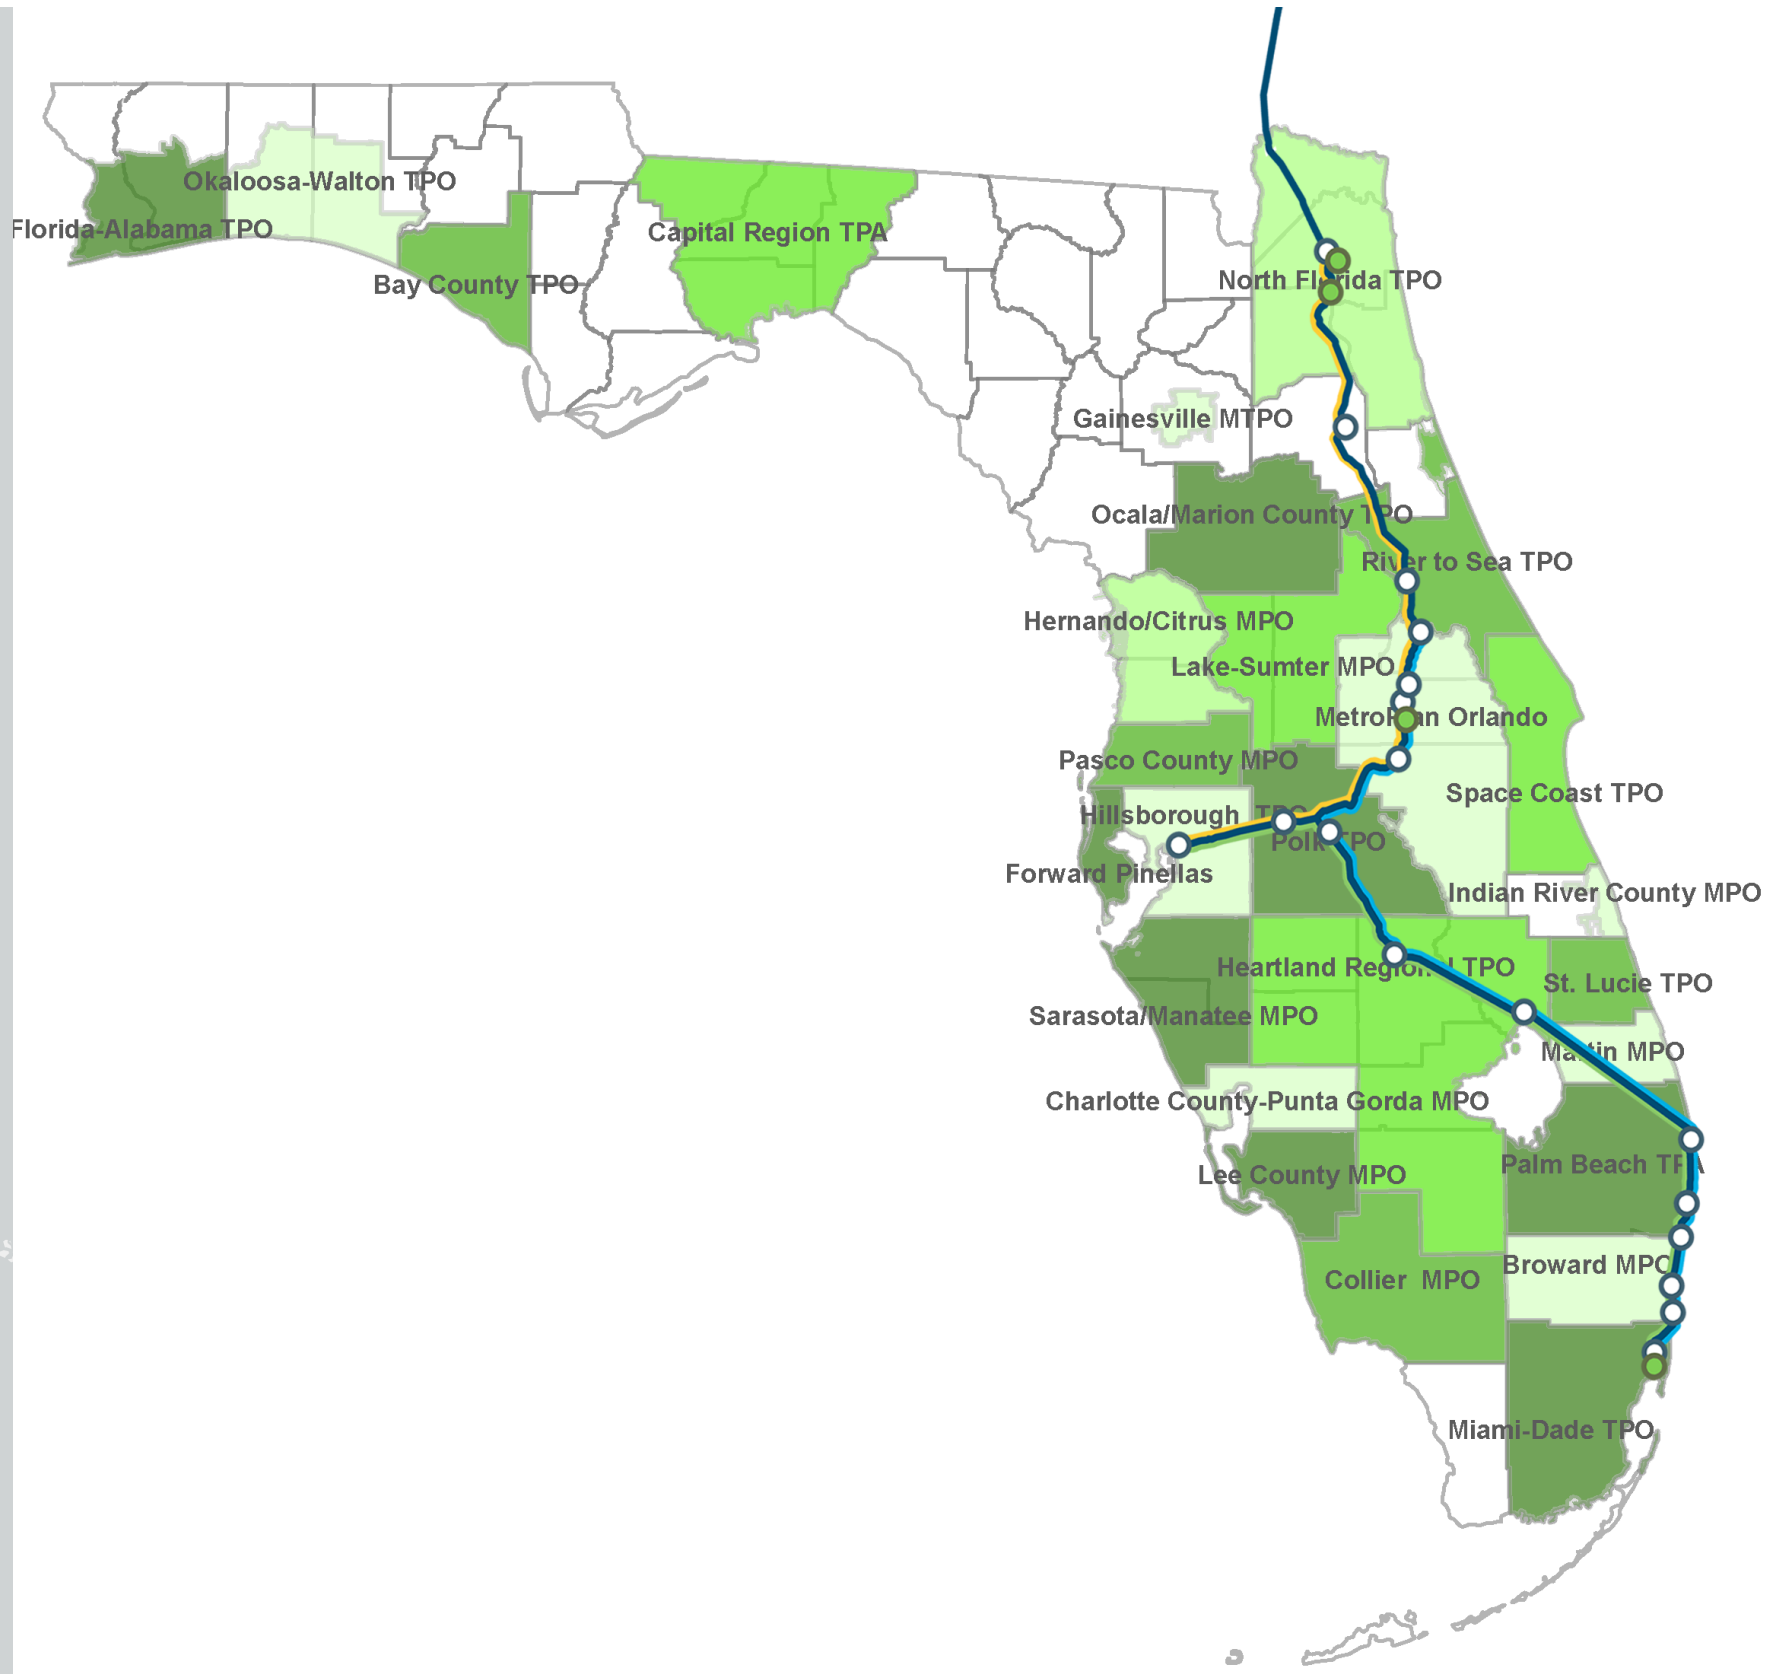 Okaloosa-Walton TPO
Florida-Alabama TPO
Capital Region TPA
Bay County TPO
North Florida TPO
Gainesville MTPO
Ocala/Marion County TPO
River to Sea TPO
Hernando/Citrus MPO
Lake-Sumter MPO
MetroPlan Orlando
Pasco County MPO
Space Coast TPO
Hillsborough TPO
Polk TPO
Forward Pinellas
Indian River County MPO
Heartland Regional TPO
St. Lucie TPO
Sarasota/Manatee MPO
Martin MPO
Charlotte County-Punta Gorda MPO
Palm Beach TPA
Lee County MPO
Broward MPO
Collier MPO
Miami-Dade TPO